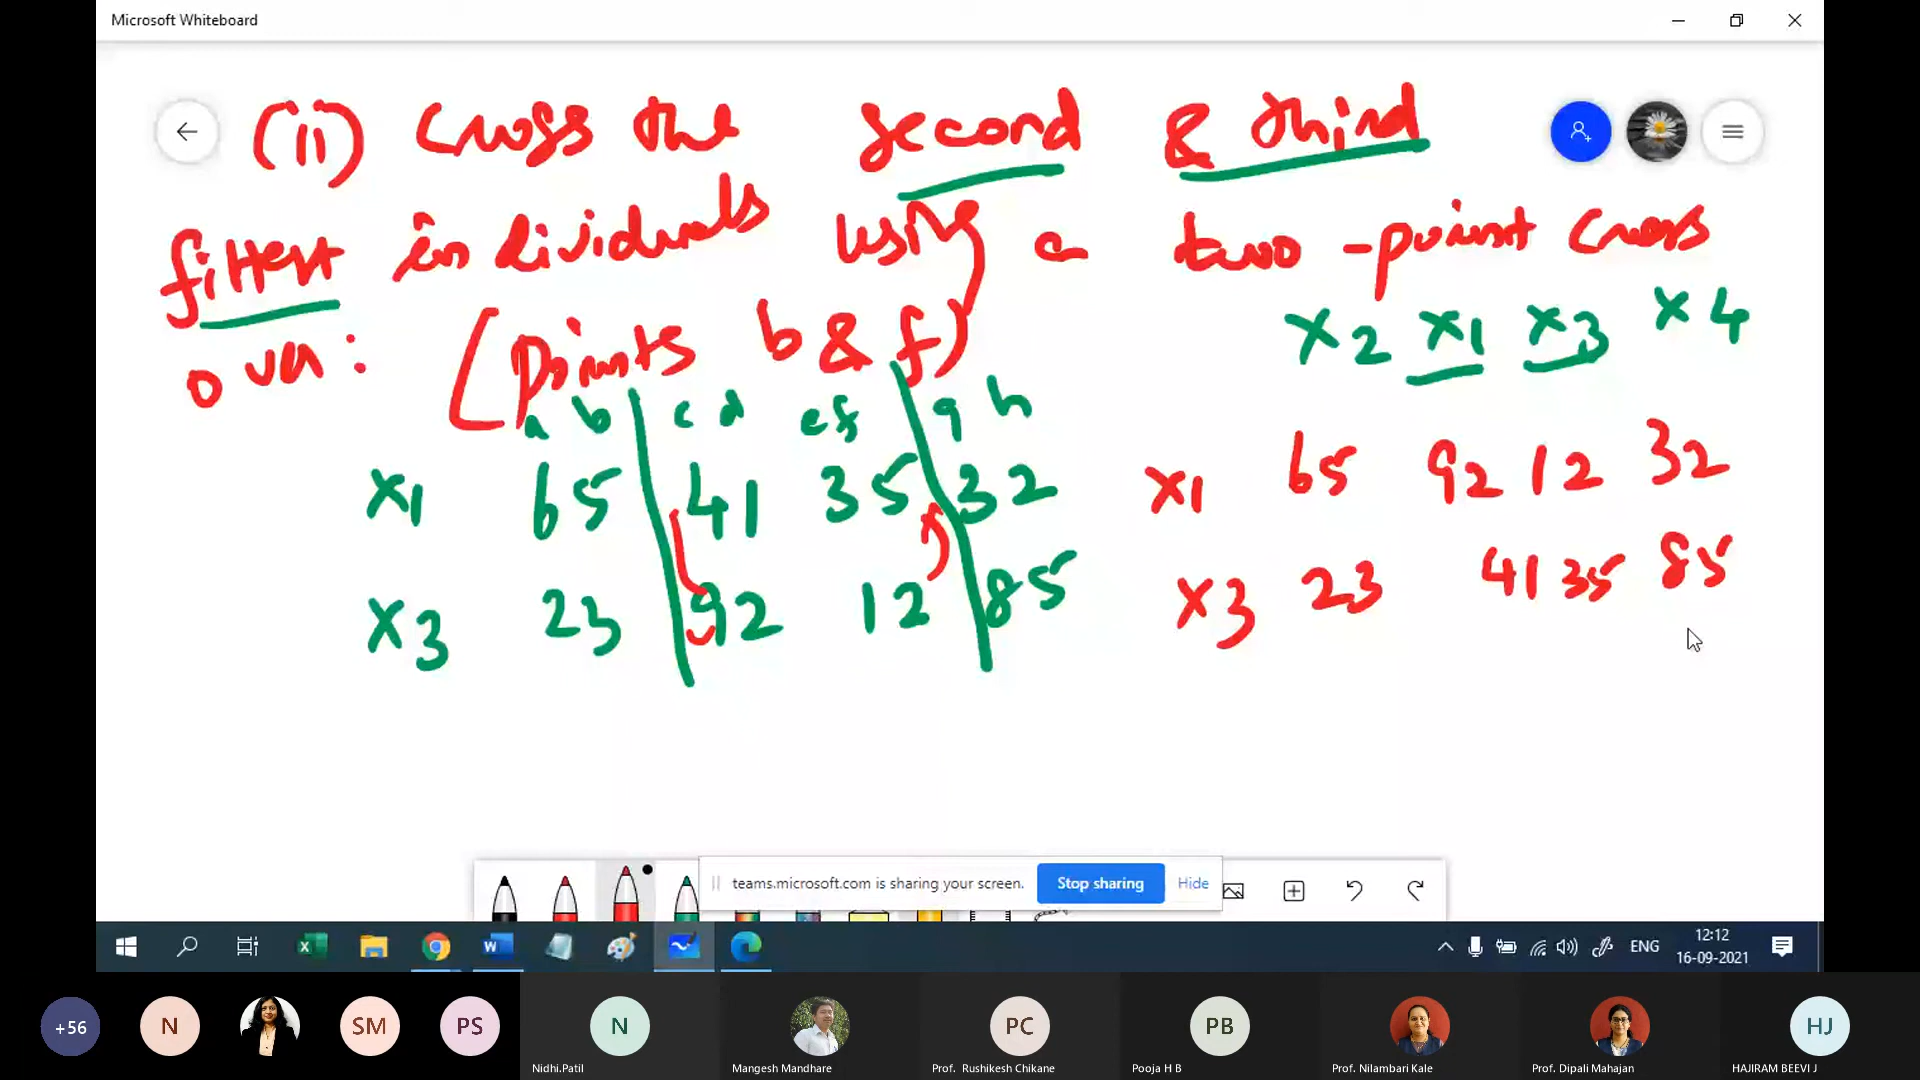 Microsoft Whiteboard
(ii) Cross the second & third
fittest individuals using a two-point cross
over: (points b & f)
x2 x1 x3 x4
a b c d e f g h
x1 65 41 35 32
x3 23 92 12 85
x1 65 92 12 32
x3 23 41 35 85
teams.microsoft.com is sharing your screen. Stop sharing Hide
ENG
12:12
16-09-2021
+56 N SM PS N PC PB HJ
Nidhi.Patil Mangesh Mandhare Prof. Rushikesh Chikane Pooja H B Prof. Nilambari Kale Prof. Dipali Mahajan HAJIRAM BEEVI J